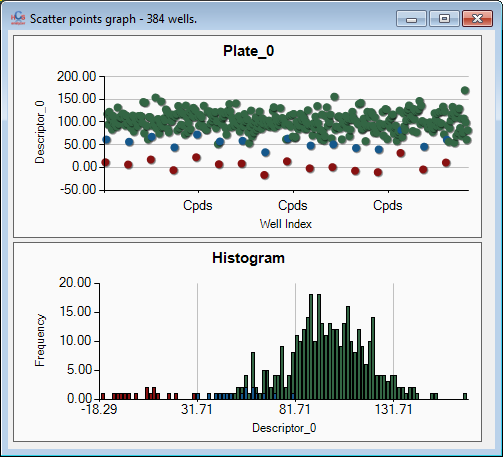 Scatter points graph - 384 wells.
Plate_0
200.00
150.00
100.00
50.00
0.00
-50.00
Descriptor_0
Cpds Cpds Cpds
Well Index
Histogram
20.00
15.00
10.00
5.00
0.00
Frequency
-18.29 31.71 81.71 131.71
Descriptor_0